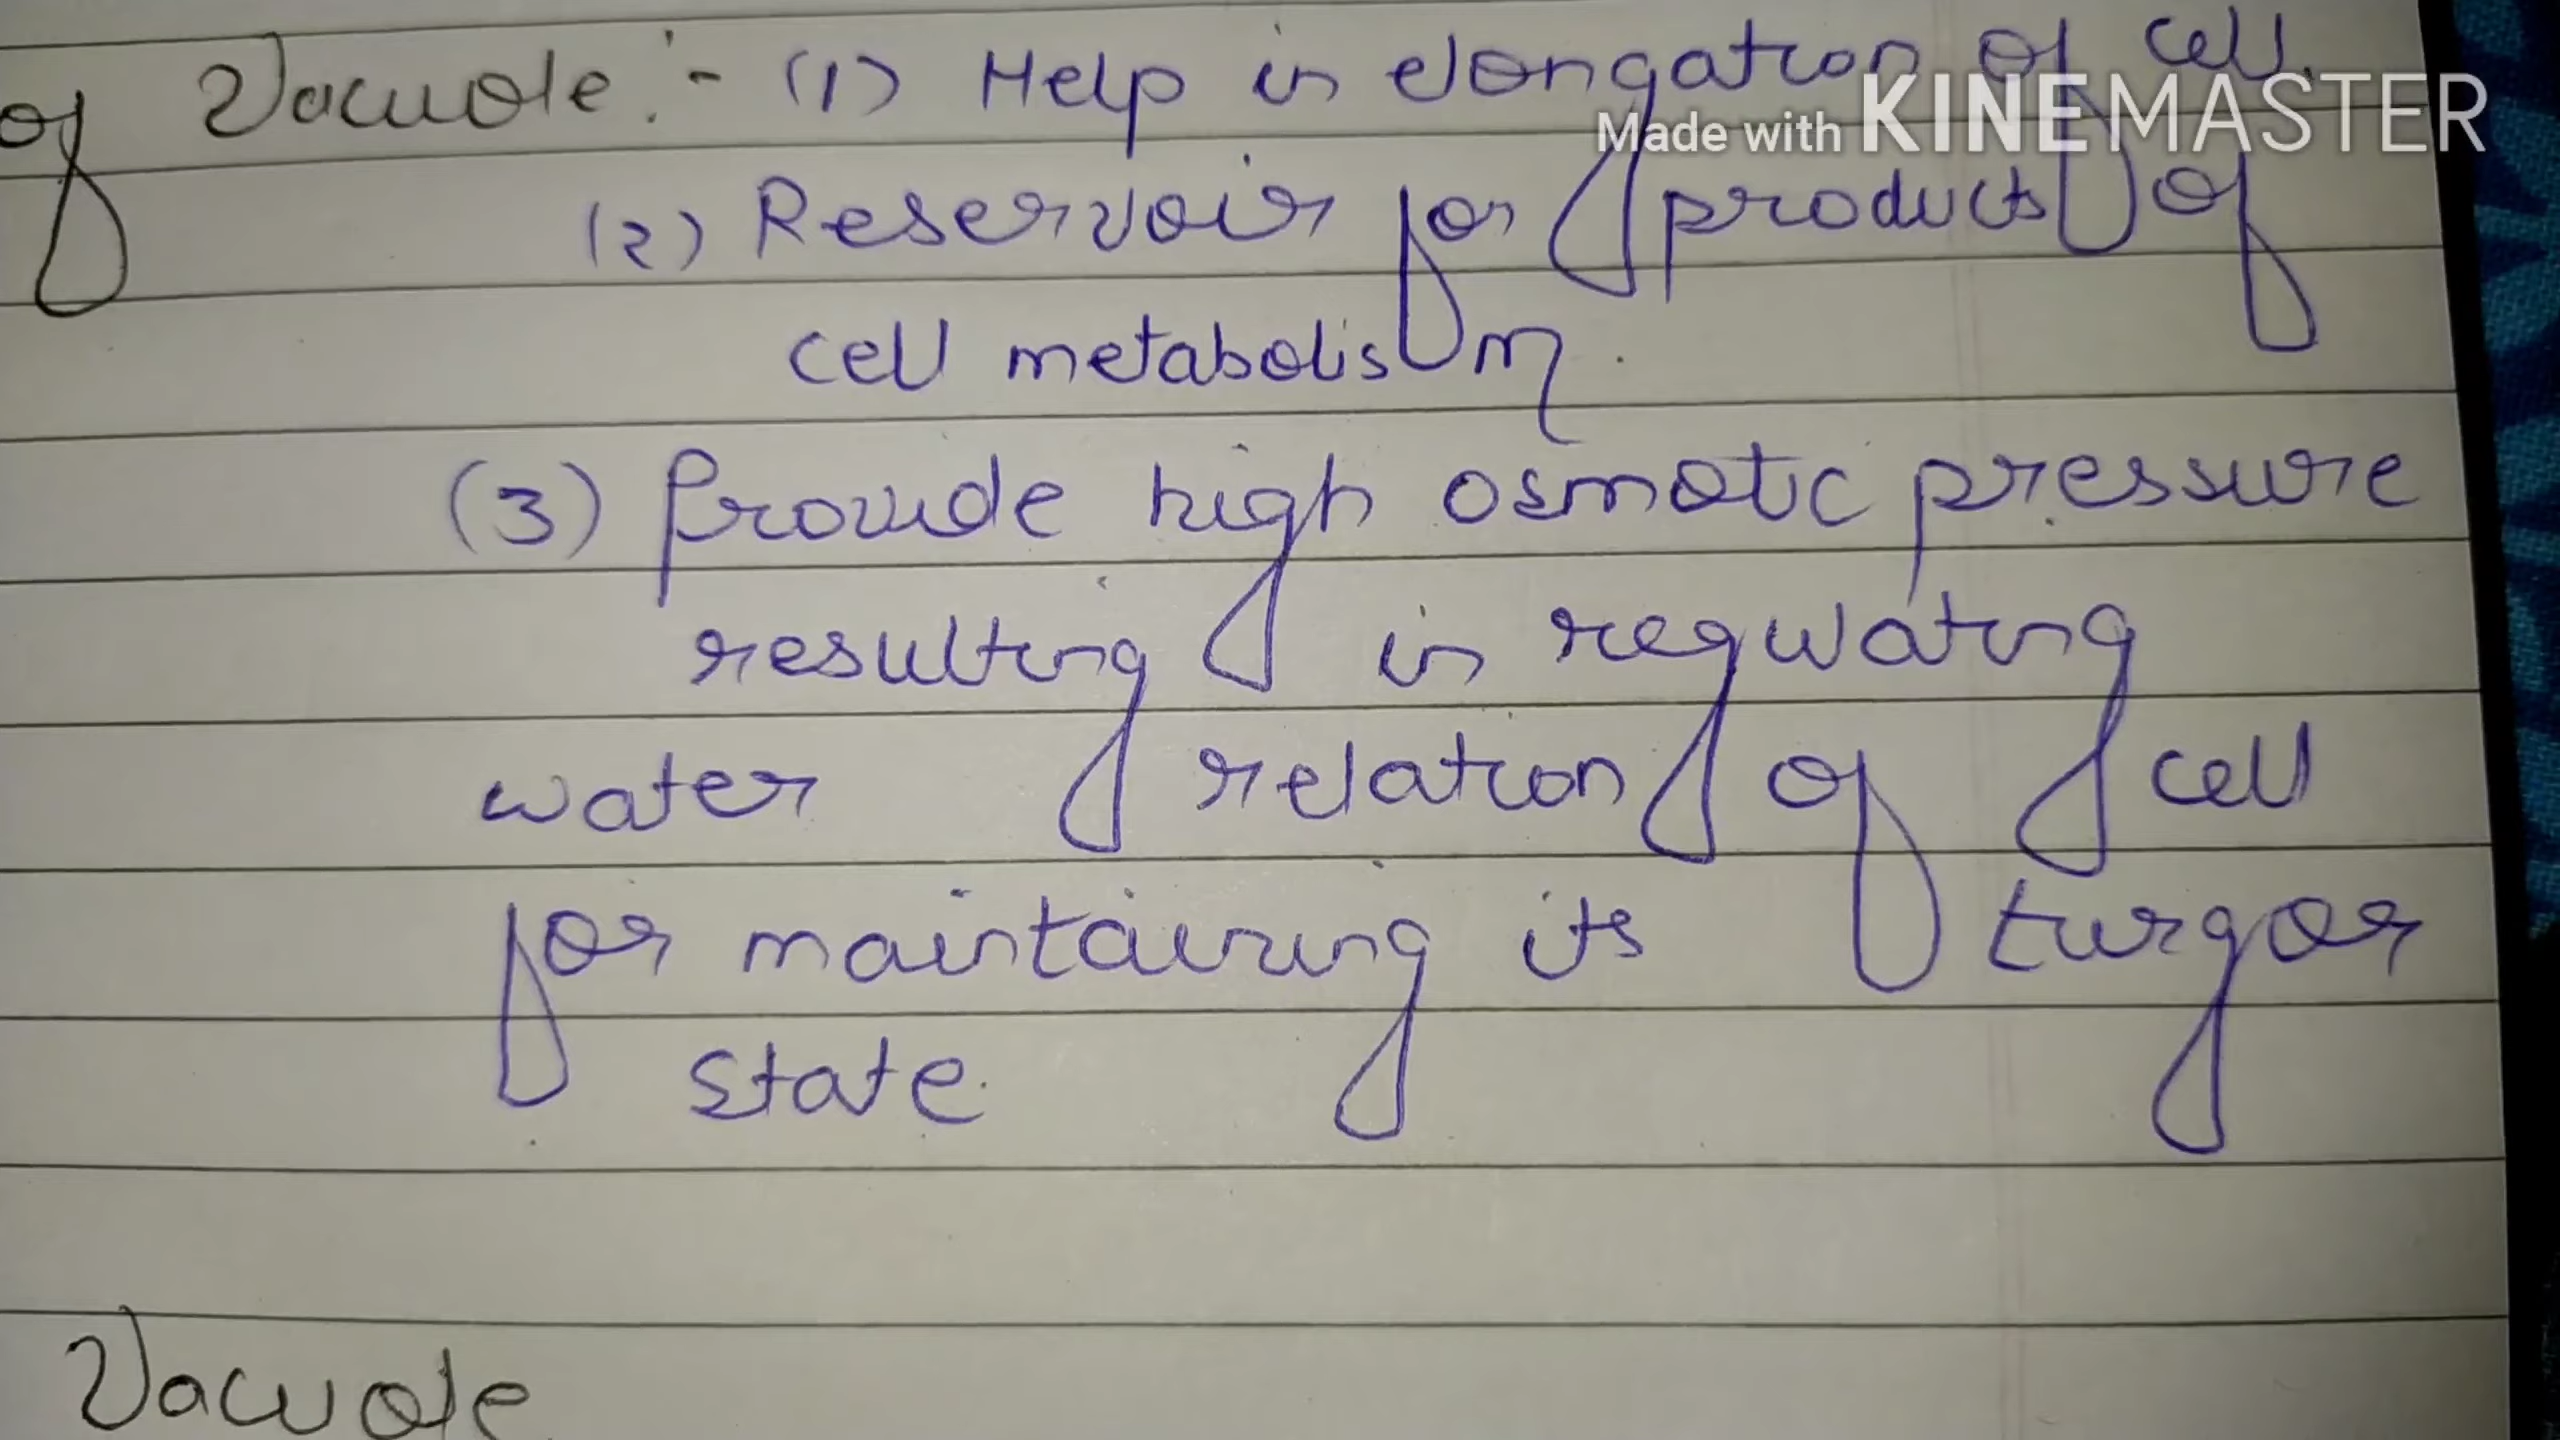 of Vacuole :- (1) Help in elongation of cell.
Made with KINEMASTER
(2) Reservoir for products of
cell metabolism.
(3) Provide high osmotic pressure
resulting in regulating
water relation of cell
for maintaining its turgor
state.
Vacuole